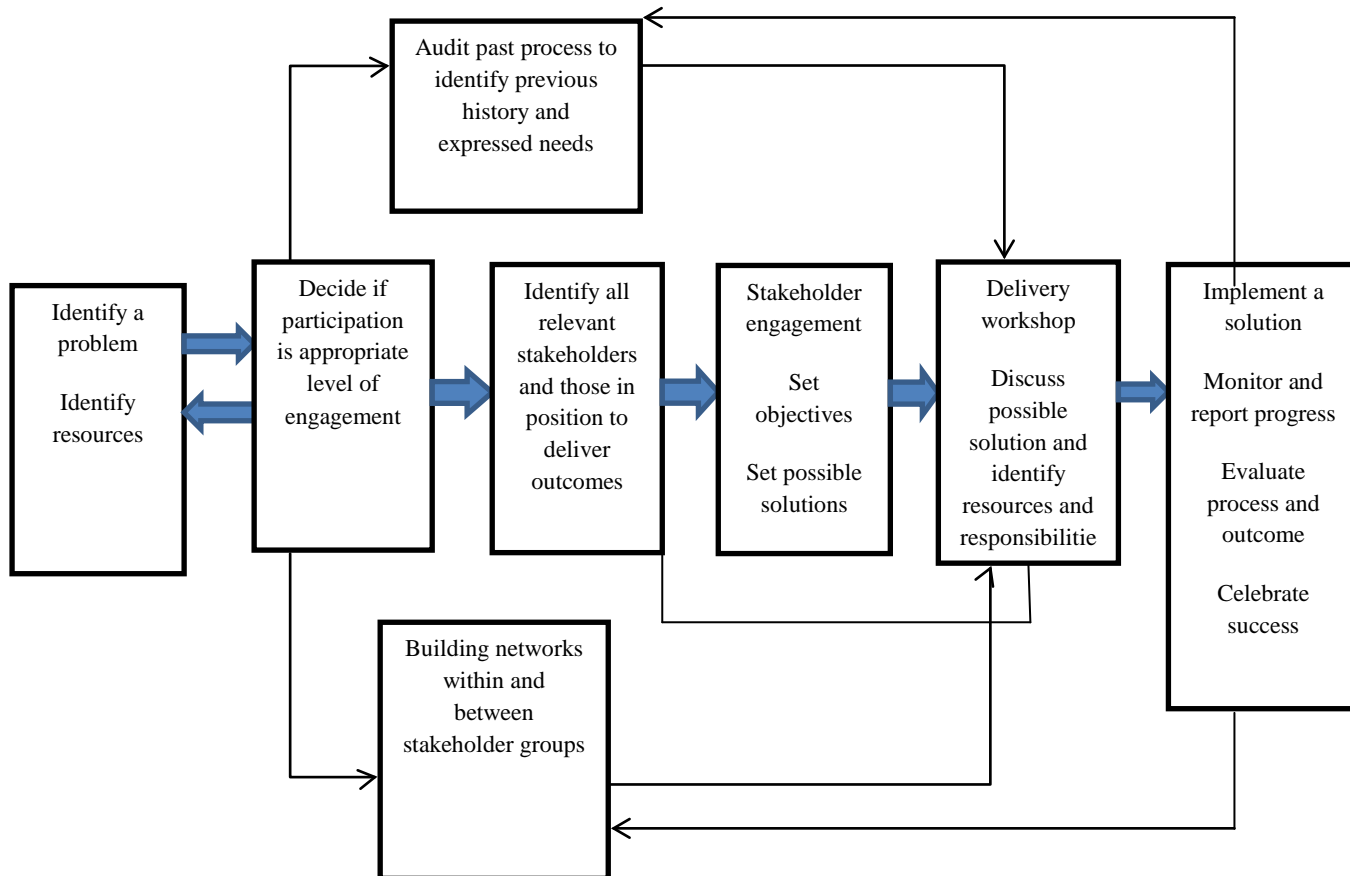 Audit past process to
identify previous
history and
expressed needs
Identify a
problem
Identify
resources
Decide if
participation
is appropriate
level of
engagement
Identify all
relevant
stakeholders
and those in
position to
deliver
outcomes
Stakeholder
engagement
Set
objectives
Set possible
solutions
Delivery
workshop
Discuss
possible
solution and
identify
resources and
responsibilitie
Implement a
solution
Monitor and
report progress
Evaluate
process and
outcome
Celebrate
success
Building networks
within and
between
stakeholder groups